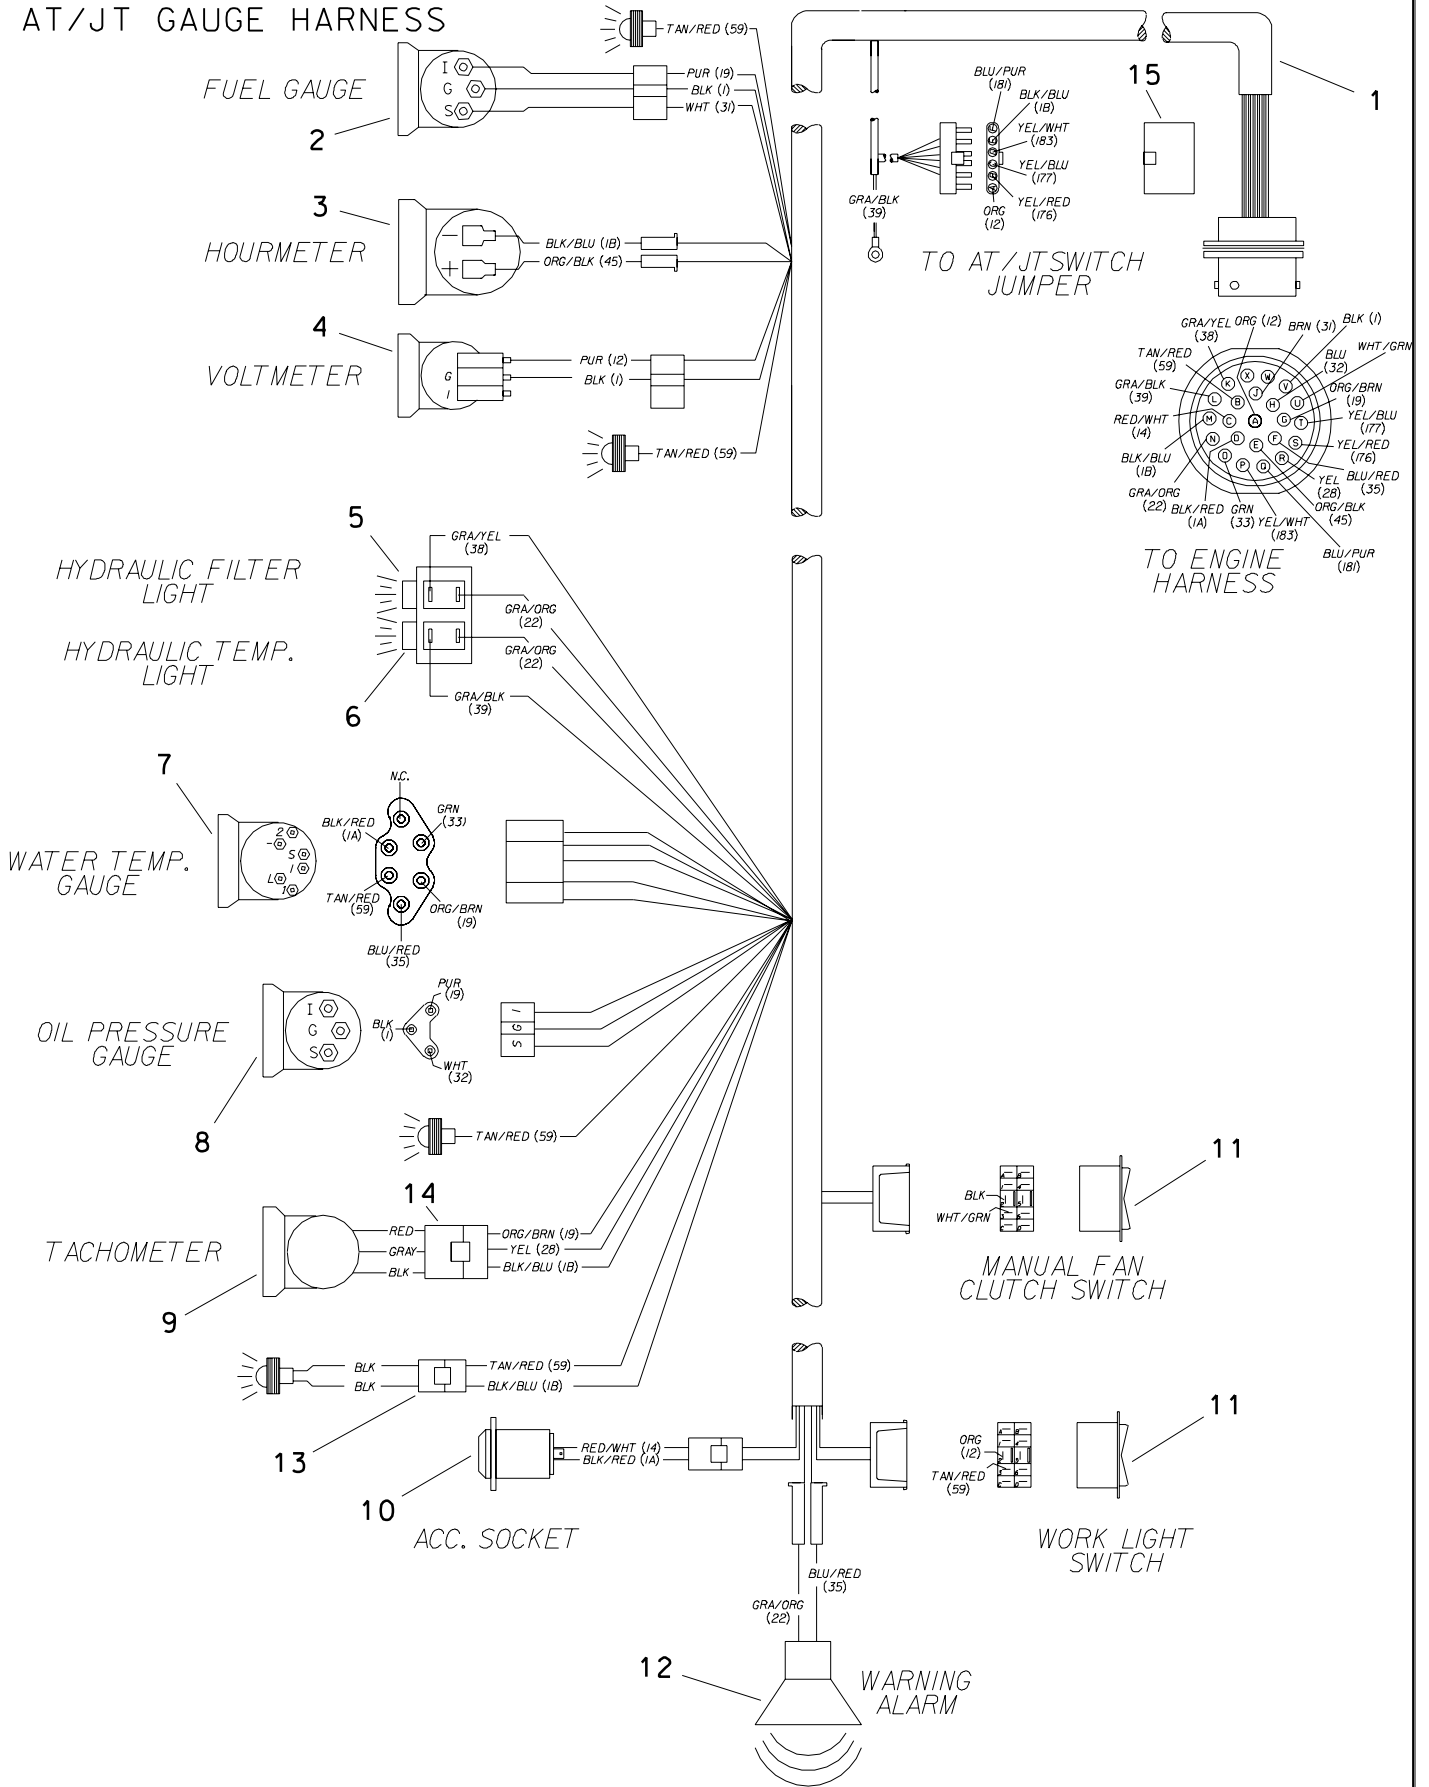 AT/JT GAUGE HARNESS
TAN/RED (59)
FUEL GAUGE
2
I
G
S
PUR (19)
BLK (1)
WHT (31)
3
HOURMETER
−
+
BLK/BLU (1B)
ORG/BLK (45)
4
VOLTMETER
G
I
PUR (12)
BLK (1)
TAN/RED (59)
1
15
BLU/PUR
(181)
BLK/BLU
(1B)
YEL/WHT
(183)
YEL/BLU
(177)
YEL/RED
(176)
ORG
(12)
GRA/BLK
(39)
TO AT/JT SWITCH
JUMPER
GRA/YEL
(38)
ORG (12)
BRN (31)
BLK (1)
TAN/RED
(59)
BLU
(32)
WHT/GRN
GRA/BLK
(39)
ORG/BRN
(19)
RED/WHT
(14)
YEL/BLU
(177)
BLK/BLU
(1B)
YEL/RED
(176)
GRA/ORG
(22)
BLK/RED
(1A)
GRN
(33)
YEL/WHT
(183)
YEL
(28)
BLU/RED
(35)
ORG/BLK
(45)
BLU/PUR
(181)
X
W
K
J
V
L
B
H
U
M
C
A
G
T
N
D
E
F
S
O
P
Q
R
TO ENGINE
HARNESS
5
HYDRAULIC FILTER
LIGHT
GRA/YEL
(38)
GRA/ORG
(22)
HYDRAULIC TEMP.
LIGHT
GRA/ORG
(22)
GRA/BLK
(39)
6
7
WATER TEMP.
GAUGE
2
−
S
I
L
1
N.C.
BLK/RED
(1A)
GRN
(33)
TAN/RED
(59)
ORG/BRN
(19)
BLU/RED
(35)
OIL PRESSURE
GAUGE
8
I
G
S
PUR
(19)
BLK
(1)
WHT
(32)
I
G
S
TAN/RED (59)
14
TACHOMETER
9
RED
GRAY
BLK
ORG/BRN (19)
YEL (28)
BLK/BLU (1B)
BLK
BLK
TAN/RED (59)
BLK/BLU (1B)
13
11
BLK
WHT/GRN
MANUAL FAN
CLUTCH SWITCH
RED/WHT (14)
BLK/RED (1A)
10
ACC. SOCKET
11
ORG
(12)
TAN/RED
(59)
WORK LIGHT
SWITCH
BLU/RED
(35)
GRA/ORG
(22)
12
WARNING
ALARM